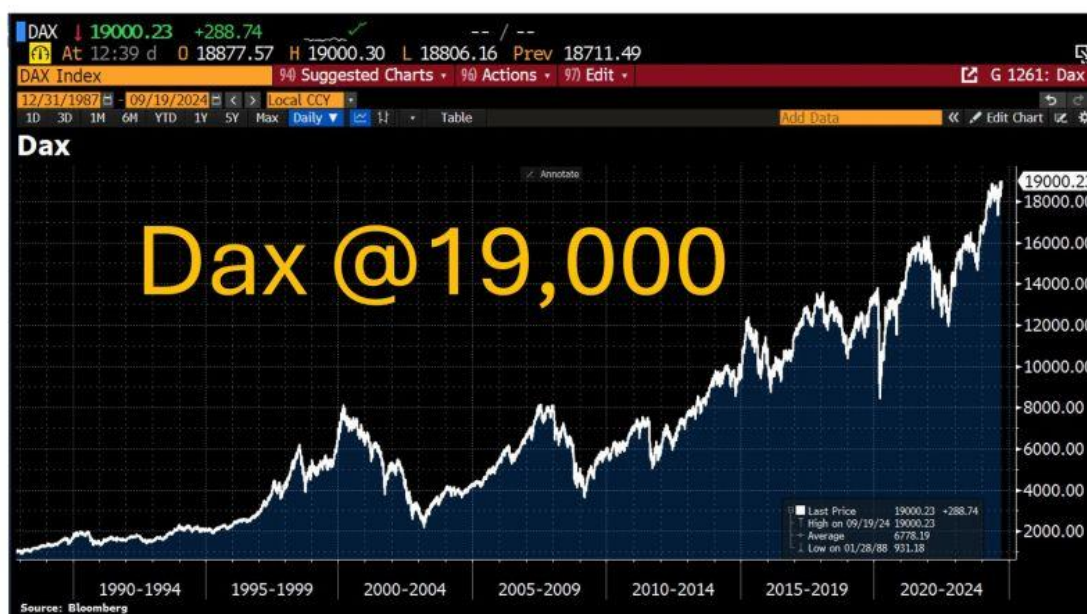 DAX ↓ 19000.23 +288.74 -- / --
At 12:39 d O 18877.57 H 19000.30 L 18806.16 Prev 18711.49
DAX Index 94) Suggested Charts 96) Actions 97) Edit G 1261: Dax
12/31/1987 - 09/19/2024 Local CCY
1D 3D 1M 6M YTD 1Y 5Y Max Daily ▼ Table Add Data « Edit Chart
Dax
Annotate
Dax @19,000
19000.23
18000.00
16000.00
14000.00
12000.00
10000.00
8000.00
6000.00
4000.00
2000.00
Last Price 19000.23 +288.74
High on 09/19/24 19000.23
Average 6778.19
Low on 01/28/88 931.18
1990-1994 1995-1999 2000-2004 2005-2009 2010-2014 2015-2019 2020-2024
Source: Bloomberg